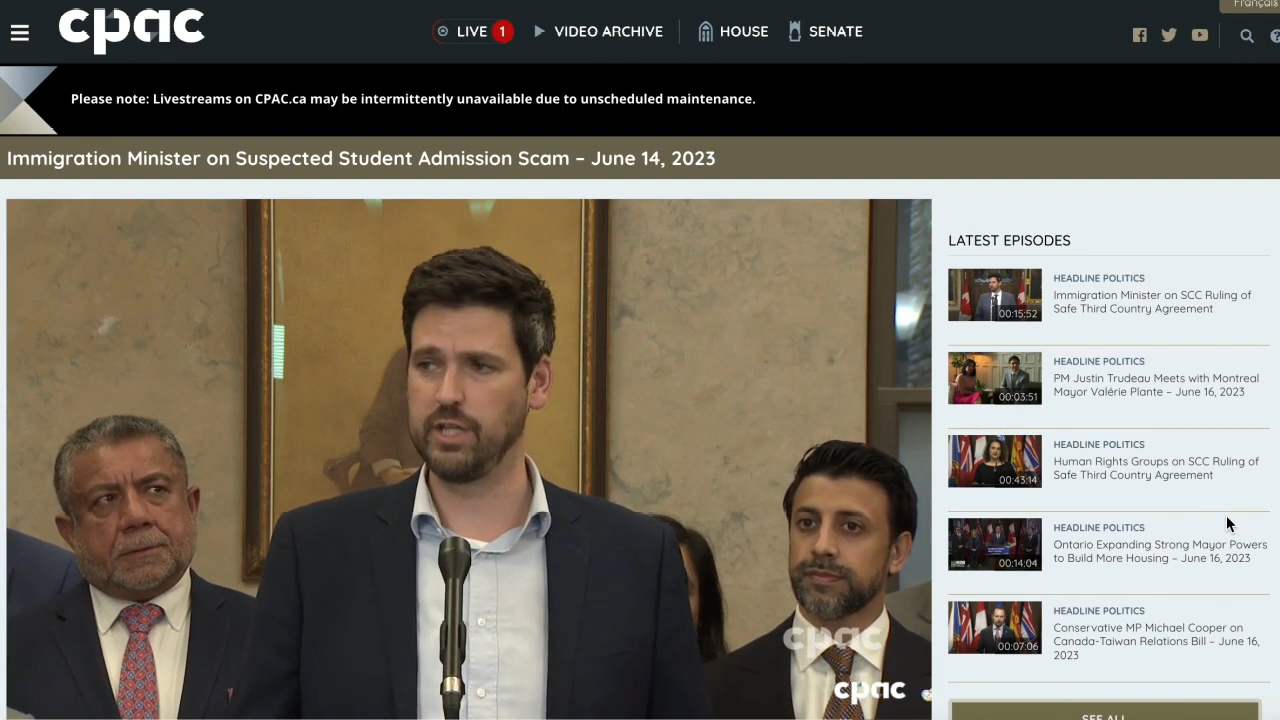 Français
cpac
LIVE 1
VIDEO ARCHIVE
HOUSE
SENATE
Please note: Livestreams on CPAC.ca may be intermittently unavailable due to unscheduled maintenance.
Immigration Minister on Suspected Student Admission Scam – June 14, 2023
cpac
cpac
LATEST EPISODES
00:15:52
HEADLINE POLITICS
Immigration Minister on SCC Ruling of
Safe Third Country Agreement
00:03:51
HEADLINE POLITICS
PM Justin Trudeau Meets with Montreal
Mayor Valérie Plante – June 16, 2023
00:43:14
HEADLINE POLITICS
Human Rights Groups on SCC Ruling of
Safe Third Country Agreement
00:14:04
HEADLINE POLITICS
Ontario Expanding Strong Mayor Powers
to Build More Housing – June 16, 2023
00:07:06
HEADLINE POLITICS
Conservative MP Michael Cooper on
Canada-Taiwan Relations Bill – June 16,
2023
SEE ALL